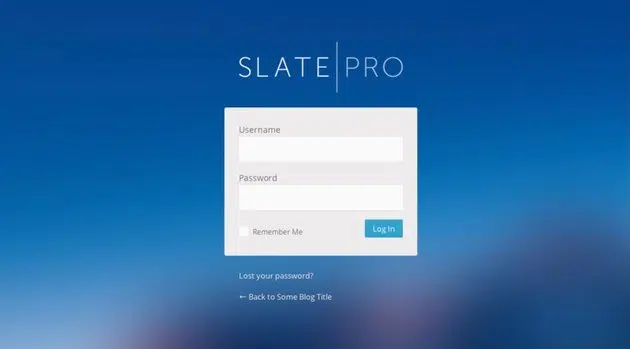 SLATE PRO
Username
Password
Remember Me
Log In
Lost your password?
← Back to Some Blog Title